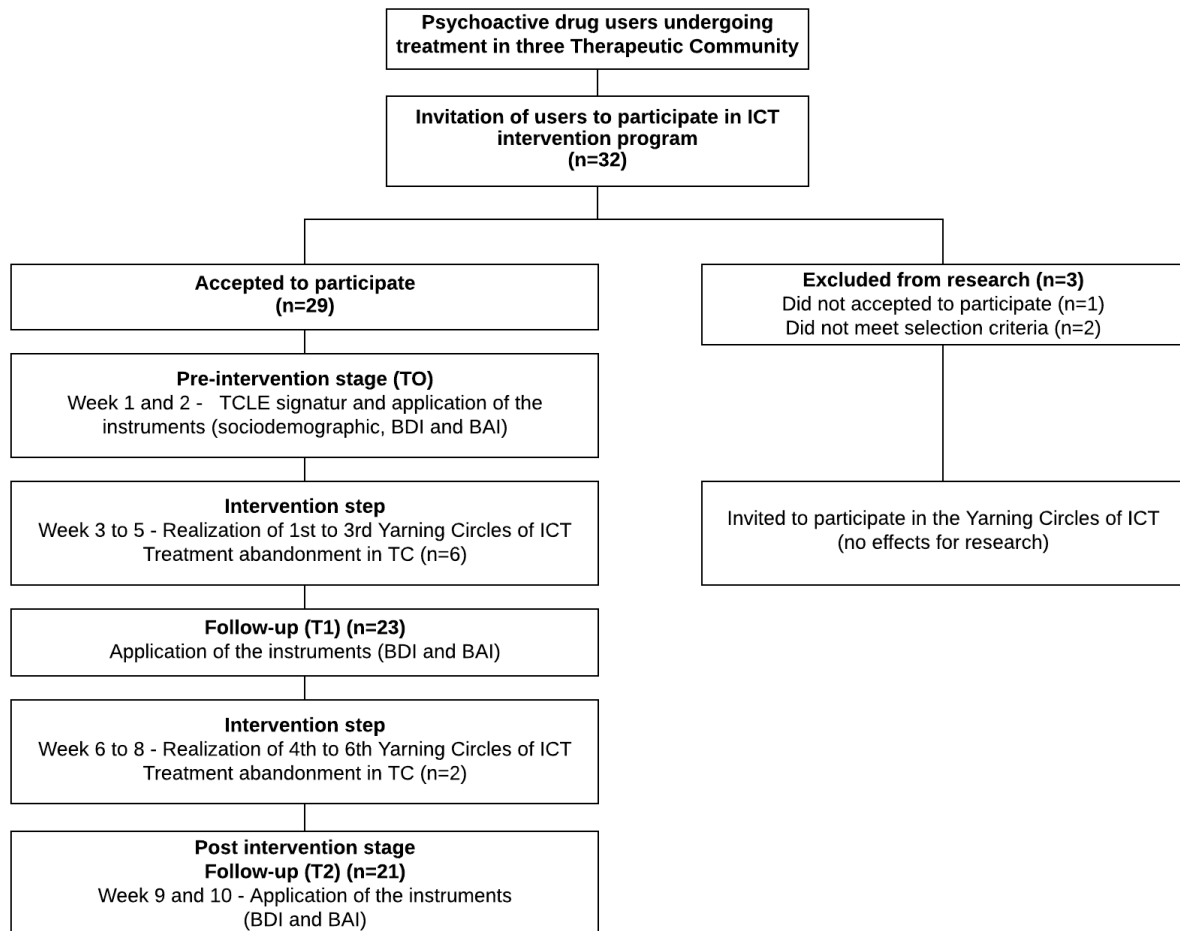 Psychoactive drug users undergoing
treatment in three Therapeutic Community
Invitation of users to participate in ICT
intervention program
(n=32)
Accepted to participate
(n=29)
Excluded from research (n=3)
Did not accepted to participate (n=1)
Did not meet selection criteria (n=2)
Pre-intervention stage (TO)
Week 1 and 2 - TCLE signatur and application of the
instruments (sociodemographic, BDI and BAI)
Intervention step
Week 3 to 5 - Realization of 1st to 3rd Yarning Circles of ICT
Treatment abandonment in TC (n=6)
Invited to participate in the Yarning Circles of ICT
(no effects for research)
Follow-up (T1) (n=23)
Application of the instruments (BDI and BAI)
Intervention step
Week 6 to 8 - Realization of 4th to 6th Yarning Circles of ICT
Treatment abandonment in TC (n=2)
Post intervention stage
Follow-up (T2) (n=21)
Week 9 and 10 - Application of the instruments
(BDI and BAI)